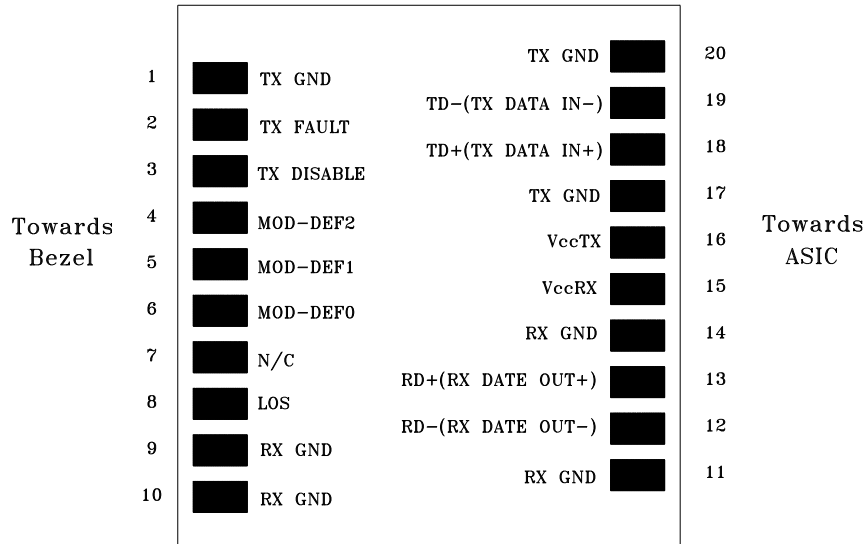 Towards
Bezel
1 TX GND
2 TX FAULT
3 TX DISABLE
4 MOD-DEF2
5 MOD-DEF1
6 MOD-DEF0
7 N/C
8 LOS
9 RX GND
10 RX GND
TX GND 20
TD-(TX DATA IN-) 19
TD+(TX DATA IN+) 18
TX GND 17
VccTX 16
VccRX 15
RX GND 14
RD+(RX DATE OUT+) 13
RD-(RX DATE OUT-) 12
RX GND 11
Towards
ASIC